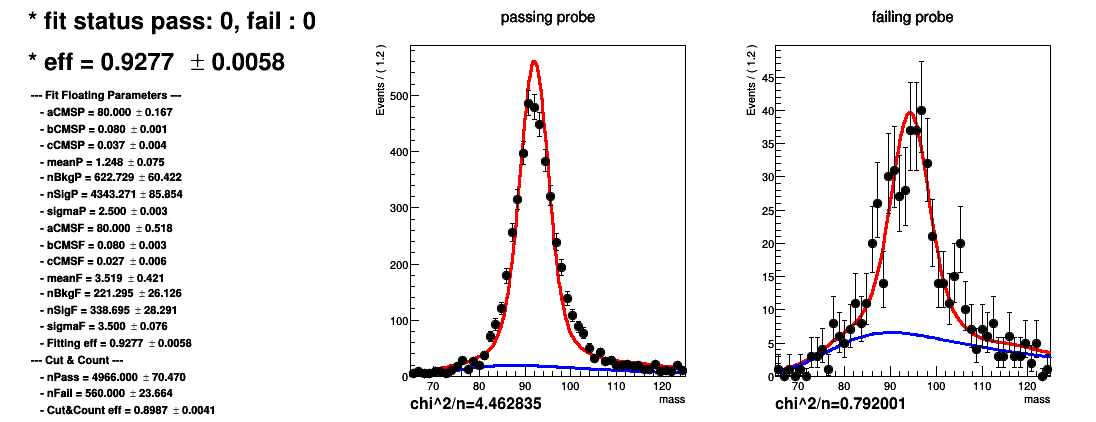 * fit status pass: 0, fail : 0
* eff = 0.9277 ± 0.0058
--- Fit Floating Parameters ---
- aCMSP = 80.000 ± 0.167
- bCMSP = 0.080 ± 0.001
- cCMSP = 0.037 ± 0.004
- meanP = 1.248 ± 0.075
- nBkgP = 622.729 ± 60.422
- nSigP = 4343.271 ± 85.854
- sigmaP = 2.500 ± 0.003
- aCMSF = 80.000 ± 0.518
- bCMSF = 0.080 ± 0.003
- cCMSF = 0.027 ± 0.006
- meanF = 3.519 ± 0.421
- nBkgF = 221.295 ± 26.126
- nSigF = 338.695 ± 28.291
- sigmaF = 3.500 ± 0.076
- Fitting eff = 0.9277 ± 0.0058
--- Cut & Count ---
- nPass = 4966.000 ± 70.470
- nFail = 560.000 ± 23.664
- Cut&Count eff = 0.8987 ± 0.0041
passing probe
Events / ( 1.2 )
500
400
300
200
100
0
70 80 90 100 110 120
mass
chi^2/n=4.462835
failing probe
Events / ( 1.2 )
45
40
35
30
25
20
15
10
5
0
70 80 90 100 110 120
mass
chi^2/n=0.792001